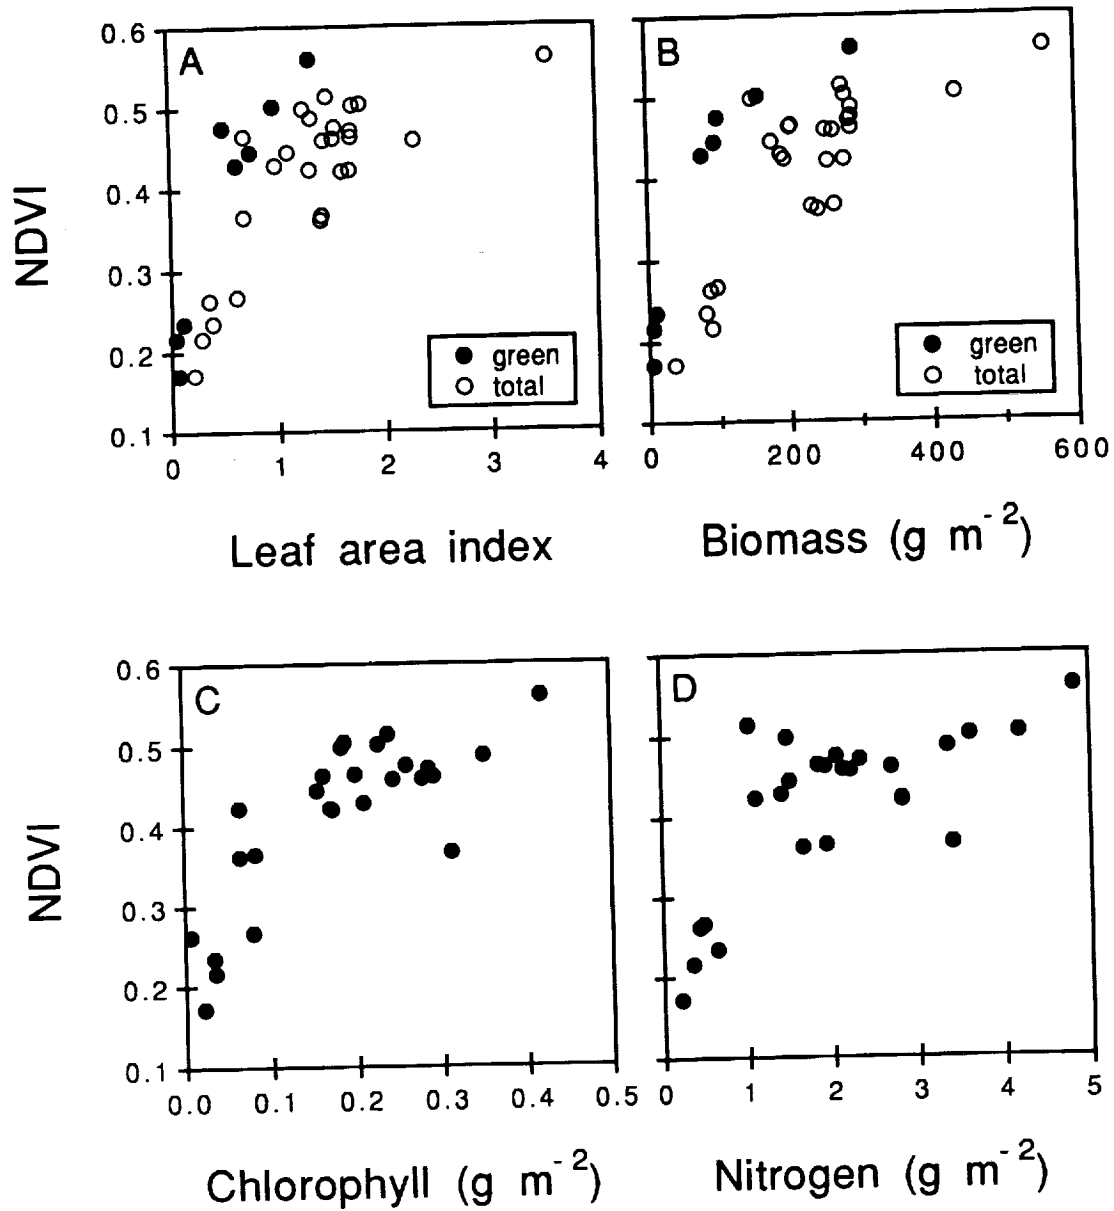 A
B
NDVI
0.6
0.5
0.4
0.3
0.2
0.1
green
total
green
total
0 1 2 3 4
0 200 400 600
Leaf area index
Biomass (g m-2)
C
D
NDVI
0.6
0.5
0.4
0.3
0.2
0.1
0.0 0.1 0.2 0.3 0.4 0.5
0 1 2 3 4 5
Chlorophyll (g m-2)
Nitrogen (g m-2)